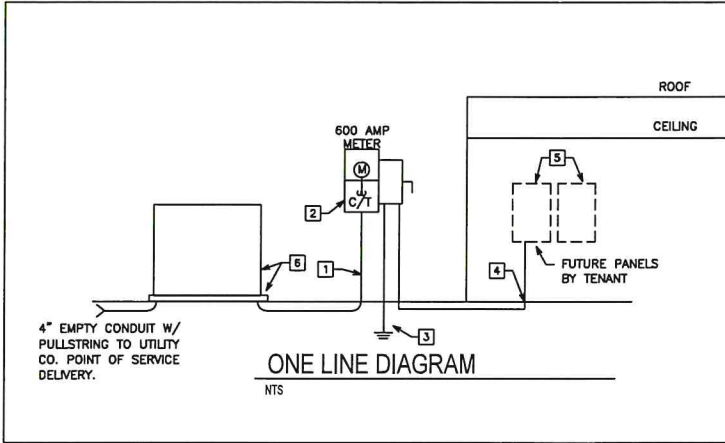 ROOF
CEILING
600 AMP
METER
M
C/T
2
5
6
1
4
FUTURE PANELS
BY TENANT
3
4" EMPTY CONDUIT W/
PULLSTRING TO UTILITY
CO. POINT OF SERVICE
DELIVERY.
ONE LINE DIAGRAM
NTS